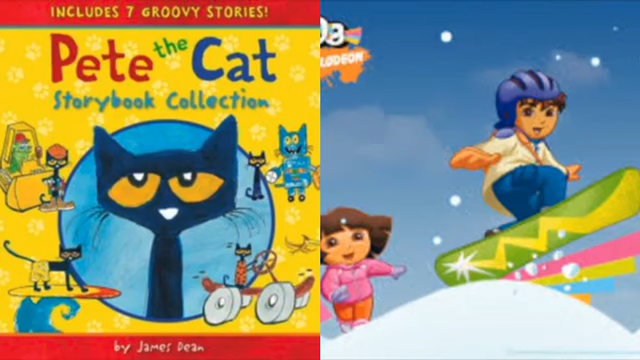 INCLUDES 7 GROOVY STORIES!
Pete the Cat
Storybook Collection
by James Dean